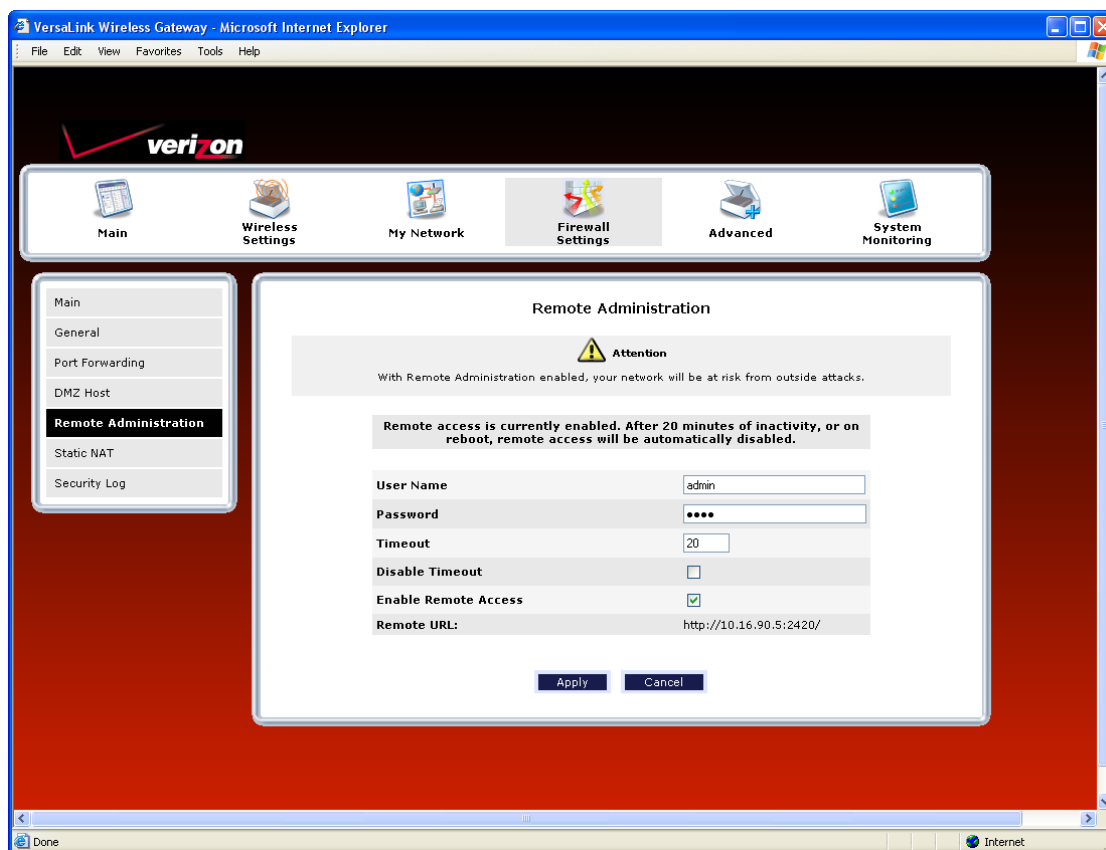 VersaLink Wireless Gateway - Microsoft Internet Explorer
File Edit View Favorites Tools Help
verizon
Main
Wireless
Settings
My Network
Firewall
Settings
Advanced
System
Monitoring
Main
General
Port Forwarding
DMZ Host
Remote Administration
Static NAT
Security Log
Remote Administration
Attention
With Remote Administration enabled, your network will be at risk from outside attacks.
Remote access is currently enabled. After 20 minutes of inactivity, or on
reboot, remote access will be automatically disabled.
User Name admin
Password ••••
Timeout 20
Disable Timeout
Enable Remote Access
Remote URL: http://10.16.90.5:2420/
Apply Cancel
Done Internet